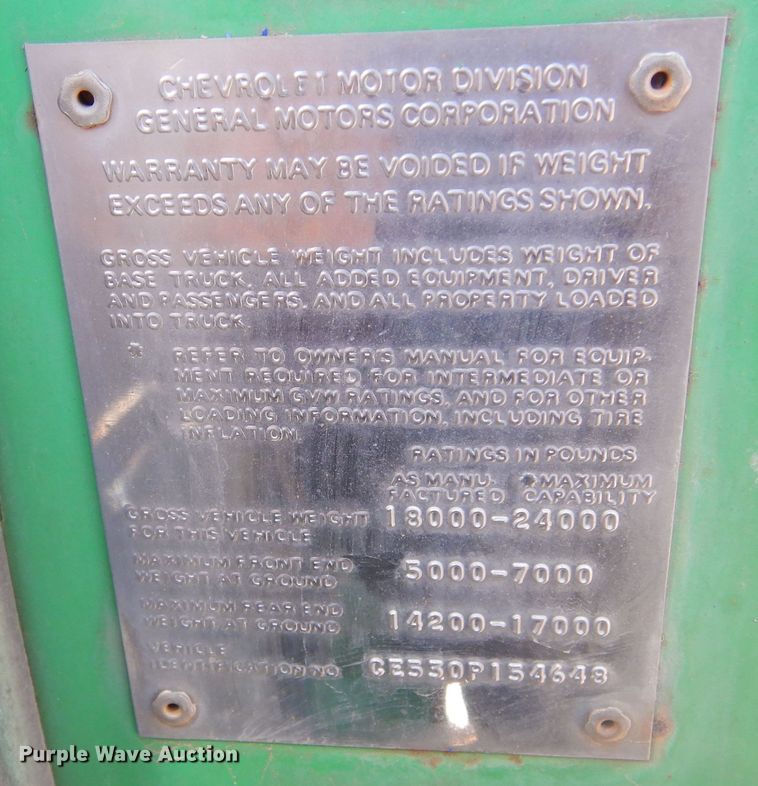 CHEVROLET MOTOR DIVISION
GENERAL MOTORS CORPORATION
WARRANTY MAY BE VOIDED IF WEIGHT
EXCEEDS ANY OF THE RATINGS SHOWN.
GROSS VEHICLE WEIGHT INCLUDES WEIGHT OF
BASE TRUCK, ALL ADDED EQUIPMENT, DRIVER
AND PASSENGERS, AND ALL PROPERTY LOADED
INTO TRUCK.
* REFER TO OWNER'S MANUAL FOR EQUIP-
MENT REQUIRED FOR INTERMEDIATE OR
MAXIMUM GVW RATINGS, AND FOR OTHER
LOADING INFORMATION, INCLUDING TIRE
INFLATION.
RATINGS IN POUNDS
AS MANU- *MAXIMUM
FACTURED CAPABILITY
GROSS VEHICLE WEIGHT 18000-24000
FOR THIS VEHICLE
MAXIMUM FRONT END 5000-7000
WEIGHT AT GROUND
MAXIMUM REAR END 14200-17000
WEIGHT AT GROUND
VEHICLE
IDENTIFICATION NO. CE530P154648
Purple Wave Auction